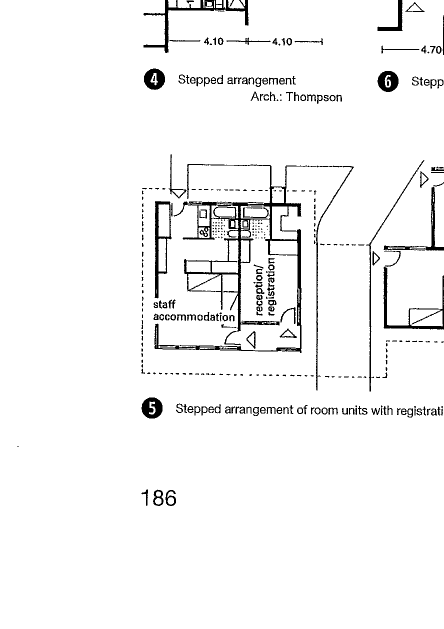 4.10 4.10
4.70
4 Stepped arrangement
Arch.: Thompson
6 Stepp
staff
accommodation
reception/
registration
5 Stepped arrangement of room units with registrati
186